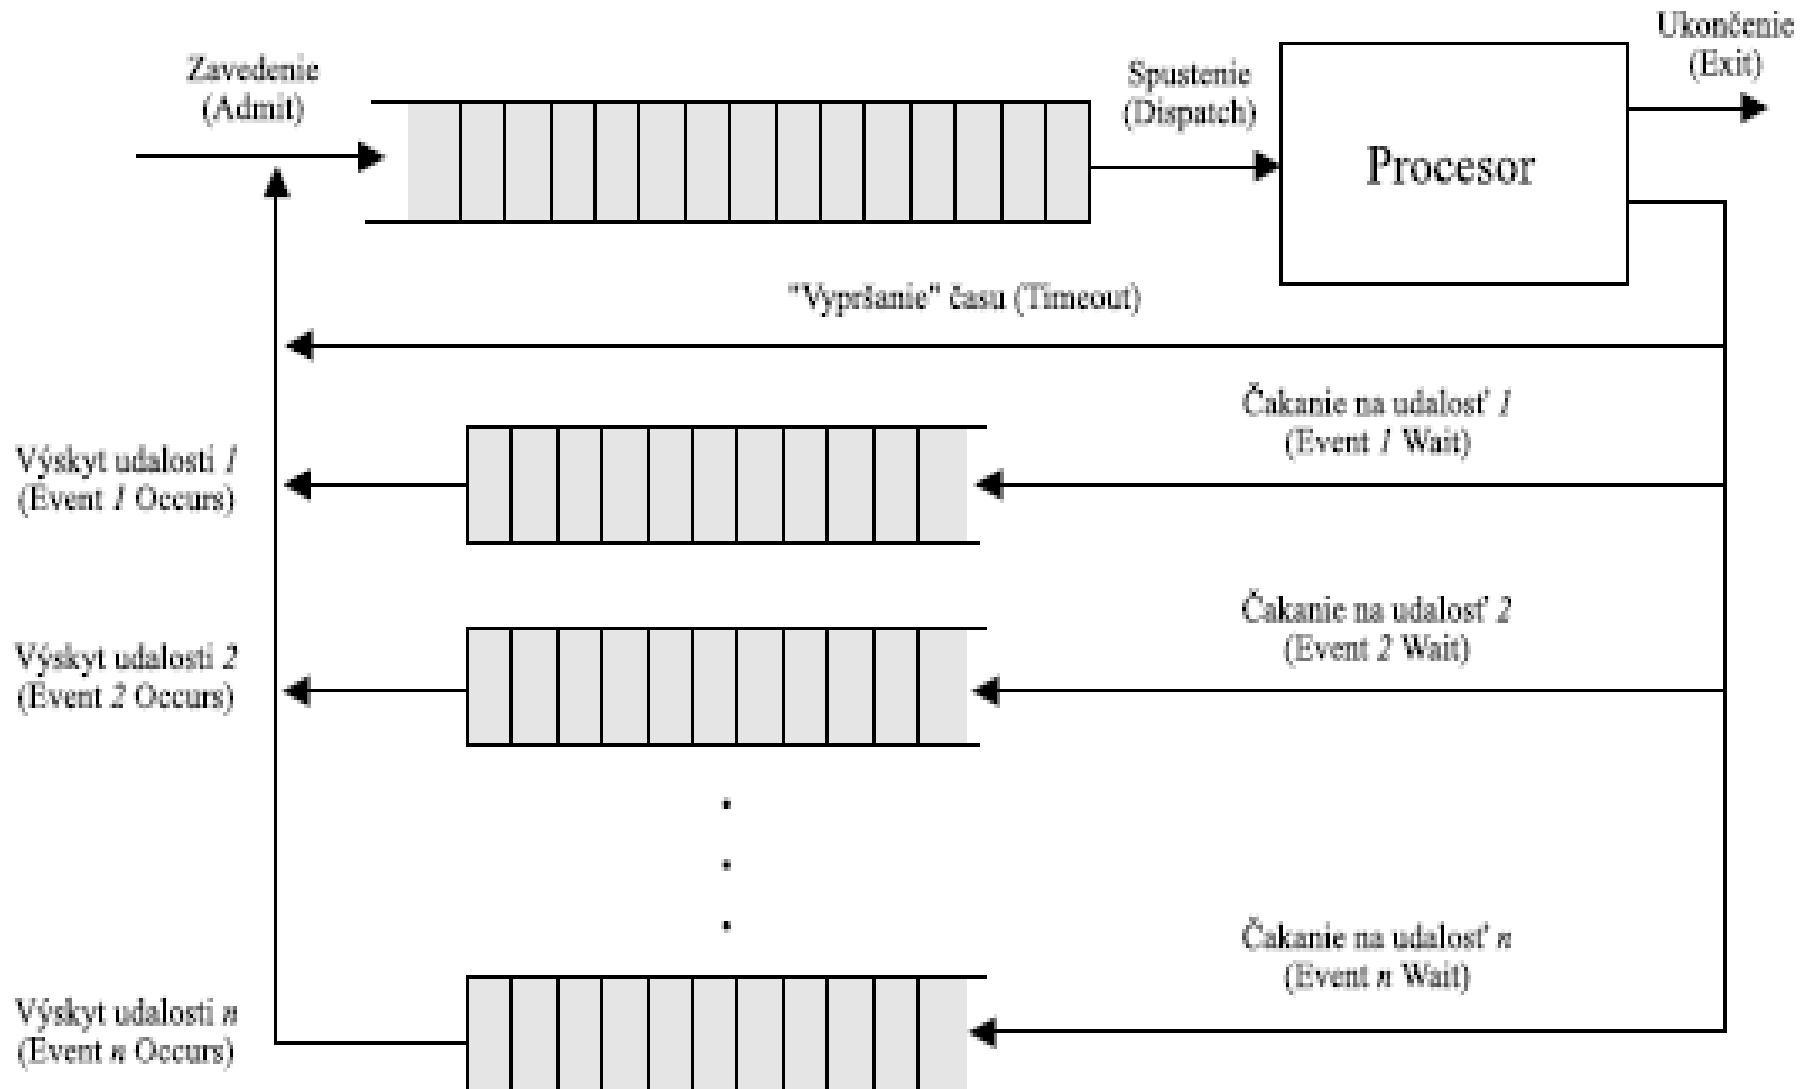 Zavedenie
(Admit)
Spustenie
(Dispatch)
Procesor
Ukončenie
(Exit)
"Vypršanie" času (Timeout)
Čakanie na udalosť 1
(Event 1 Wait)
Výskyt udalosti 1
(Event 1 Occurs)
Čakanie na udalosť 2
(Event 2 Wait)
Výskyt udalosti 2
(Event 2 Occurs)
Čakanie na udalosť n
(Event n Wait)
Výskyt udalosti n
(Event n Occurs)